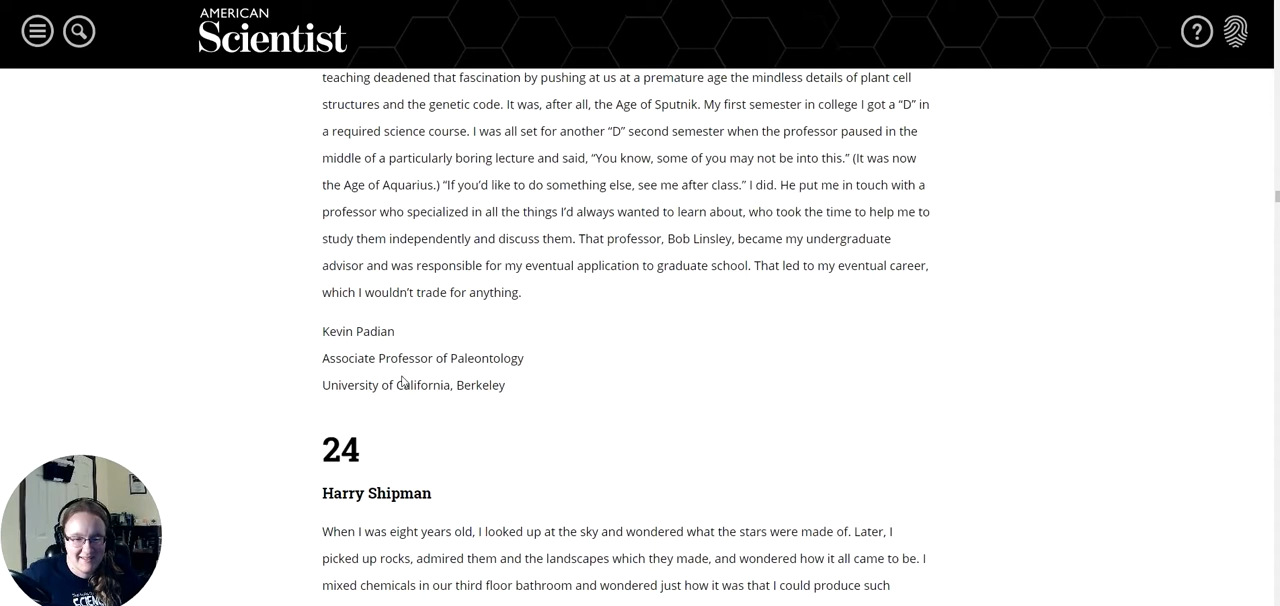 AMERICAN
Scientist
?
teaching deadened that fascination by pushing at us at a premature age the mindless details of plant cell
structures and the genetic code. It was, after all, the Age of Sputnik. My first semester in college I got a “D” in
a required science course. I was all set for another “D” second semester when the professor paused in the
middle of a particularly boring lecture and said, “You know, some of you may not be into this.” (It was now
the Age of Aquarius.) “If you’d like to do something else, see me after class.” I did. He put me in touch with a
professor who specialized in all the things I’d always wanted to learn about, who took the time to help me to
study them independently and discuss them. That professor, Bob Linsley, became my undergraduate
advisor and was responsible for my eventual application to graduate school. That led to my eventual career,
which I wouldn’t trade for anything.
Kevin Padian
Associate Professor of Paleontology
University of California, Berkeley
24
Harry Shipman
When I was eight years old, I looked up at the sky and wondered what the stars were made of. Later, I
picked up rocks, admired them and the landscapes which they made, and wondered how it all came to be. I
mixed chemicals in our third floor bathroom and wondered just how it was that I could produce such